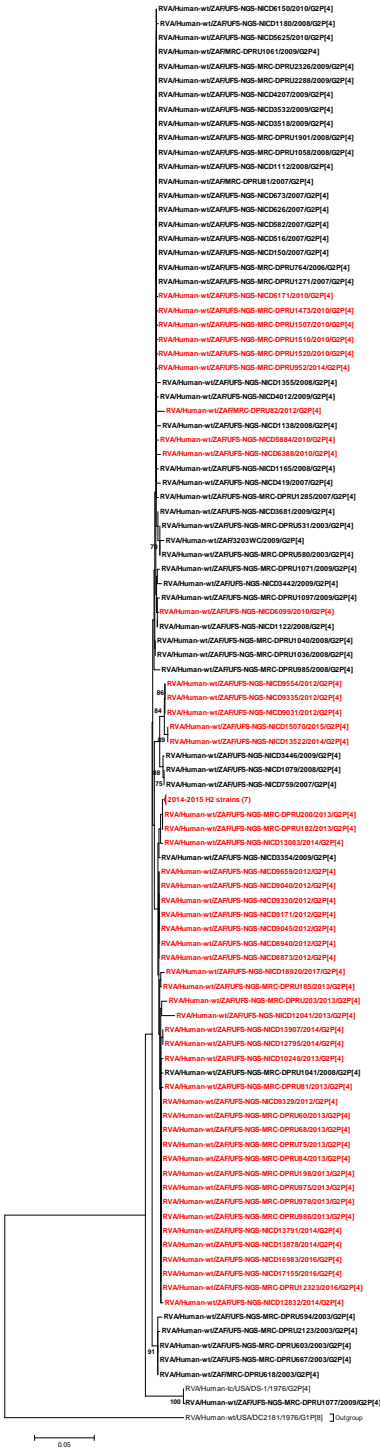 RVA/Human-wt/ZAF/UFS-NGS-NICD6150/2010/G2P[4]
RVA/Human-wt/ZAF/UFS-NGS-NICD1180/2008/G2P[4]
RVA/Human-wt/ZAF/UFS-NGS-NICD5625/2010/G2P[4]
RVA/Human-wt/ZAF/MRC-DPRU1061/2009/G2P4]
RVA/Human-wt/ZAF/UFS-NGS-MRC-DPRU2326/2009/G2P[4]
RVA/Human-wt/ZAF/UFS-NGS-MRC-DPRU2288/2009/G2P[4]
RVA/Human-wt/ZAF/UFS-NGS-NICD4207/2009/G2P[4]
RVA/Human-wt/ZAF/UFS-NGS-NICD3532/2009/G2P[4]
RVA/Human-wt/ZAF/UFS-NGS-NICD3518/2009/G2P[4]
RVA/Human-wt/ZAF/UFS-NGS-MRC-DPRU1901/2008/G2P[4]
RVA/Human-wt/ZAF/UFS-NGS-MRC-DPRU1058/2008/G2P[4]
RVA/Human-wt/ZAF/UFS-NGS-NICD1112/2008/G2P[4]
RVA/Human-wt/ZAF/MRC-DPRU81/2007/G2P[4]
RVA/Human-wt/ZAF/UFS-NGS-NICD673/2007/G2P[4]
RVA/Human-wt/ZAF/UFS-NGS-NICD626/2007/G2P[4]
RVA/Human-wt/ZAF/UFS-NGS-NICD582/2007/G2P[4]
RVA/Human-wt/ZAF/UFS-NGS-NICD516/2007/G2P[4]
RVA/Human-wt/ZAF/UFS-NGS-NICD150/2007/G2P[4]
RVA/Human-wt/ZAF/UFS-NGS-MRC-DPRU764/2006/G2P[4]
RVA/Human-wt/ZAF/UFS-NGS-MRC-DPRU1271/2007/G2P[4]
RVA/Human-wt/ZAF/UFS-NGS-NICD6171/2010/G2P[4]
RVA/Human-wt/ZAF/UFS-NGS-MRC-DPRU1473/2010/G2P[4]
RVA/Human-wt/ZAF/UFS-NGS-MRC-DPRU1507/2010/G2P[4]
RVA/Human-wt/ZAF/UFS-NGS-MRC-DPRU1510/2010/G2P[4]
RVA/Human-wt/ZAF/UFS-NGS-MRC-DPRU1520/2010/G2P[4]
RVA/Human-wt/ZAF/UFS-NGS-MRC-DPRU952/2014/G2P[4]
RVA/Human-wt/ZAF/UFS-NGS-NICD1355/2008/G2P[4]
RVA/Human-wt/ZAF/UFS-NGS-NICD4012/2009/G2P[4]
RVA/Human-wt/ZAF/MRC-DPRU82/2012/G2P[4]
RVA/Human-wt/ZAF/UFS-NGS-NICD1138/2008/G2P[4]
RVA/Human-wt/ZAF/UFS-NGS-NICD5884/2010/G2P[4]
RVA/Human-wt/ZAF/UFS-NGS-NICD6388/2010/G2P[4]
RVA/Human-wt/ZAF/UFS-NGS-NICD1165/2008/G2P[4]
RVA/Human-wt/ZAF/UFS-NGS-NICD419/2007/G2P[4]
RVA/Human-wt/ZAF/UFS-NGS-MRC-DPRU1285/2007/G2P[4]
RVA/Human-wt/ZAF/UFS-NGS-NICD3681/2009/G2P[4]
RVA/Human-wt/ZAF/UFS-NGS-MRC-DPRU531/2003/G2P[4]
RVA/Human-wt/ZAF/3203WC/2009/G2P[4]
RVA/Human-wt/ZAF/UFS-NGS-MRC-DPRU580/2003/G2P[4]
RVA/Human-wt/ZAF/UFS-NGS-MRC-DPRU1071/2009/G2P[4]
RVA/Human-wt/ZAF/UFS-NGS-NICD3442/2009/G2P[4]
RVA/Human-wt/ZAF/UFS-NGS-MRC-DPRU1097/2009/G2P[4]
RVA/Human-wt/ZAF/UFS-NGS-NICD6099/2010/G2P[4]
RVA/Human-wt/ZAF/UFS-NGS-NICD1122/2008/G2P[4]
RVA/Human-wt/ZAF/UFS-NGS-MRC-DPRU1040/2008/G2P[4]
RVA/Human-wt/ZAF/UFS-NGS-MRC-DPRU1036/2008/G2P[4]
RVA/Human-wt/ZAF/UFS-NGS-MRC-DPRU985/2008/G2P[4]
RVA/Human-wt/ZAF/UFS-NGS-NICD9554/2012/G2P[4]
86
RVA/Human-wt/ZAF/UFS-NGS-NICD9335/2012/G2P[4]
84
RVA/Human-wt/ZAF/UFS-NGS-NICD9031/2012/G2P[4]
RVA/Human-wt/ZAF/UFS-NGS-NICD15070/2015/G2P[4]
89
RVA/Human-wt/ZAF/UFS-NGS-NICD13522/2014/G2P[4]
RVA/Human-wt/ZAF/UFS-NGS-NICD3446/2009/G2P[4]
88
RVA/Human-wt/ZAF/UFS-NGS-NICD1079/2008/G2P[4]
75
RVA/Human-wt/ZAF/UFS-NGS-NICD759/2007/G2P[4]
2014-2015 H2 strains (7)
RVA/Human-wt/ZAF/UFS-NGS-MRC-DPRU200/2013/G2P[4]
RVA/Human-wt/ZAF/UFS-NGS-MRC-DPRU182/2013/G2P[4]
RVA/Human-wt/ZAF/UFS-NGS-NICD13083/2014/G2P[4]
RVA/Human-wt/ZAF/UFS-NGS-NICD3354/2009/G2P[4]
RVA/Human-wt/ZAF/UFS-NGS-NICD9659/2012/G2P[4]
RVA/Human-wt/ZAF/UFS-NGS-NICD9040/2012/G2P[4]
RVA/Human-wt/ZAF/UFS-NGS-NICD9330/2012/G2P[4]
RVA/Human-wt/ZAF/UFS-NGS-NICD9171/2012/G2P[4]
RVA/Human-wt/ZAF/UFS-NGS-NICD9045/2012/G2P[4]
RVA/Human-wt/ZAF/UFS-NGS-NICD8940/2012/G2P[4]
RVA/Human-wt/ZAF/UFS-NGS-NICD8873/2012/G2P[4]
RVA/Human-wt/ZAF/UFS-NGS-NICD18920/2017/G2P[4]
RVA/Human-wt/ZAF/UFS-NGS-MRC-DPRU185/2013/G2P[4]
RVA/Human-wt/ZAF/UFS-NGS-MRC-DPRU203/2013/G2P[4]
RVA/Human-wt/ZAF/UFS-NGS-NICD12041/2013/G2P[4]
RVA/Human-wt/ZAF/UFS-NGS-NICD13907/2014/G2P[4]
RVA/Human-wt/ZAF/UFS-NGS-NICD12795/2014/G2P[4]
RVA/Human-wt/ZAF/UFS-NGS-NICD10248/2013/G2P[4]
RVA/Human-wt/ZAF/UFS-NGS-MRC-DPRU1041/2008/G2P[4]
RVA/Human-wt/ZAF/UFS-NGS-MRC-DPRU81/2013/G2P[4]
RVA/Human-wt/ZAF/UFS-NGS-NICD9329/2012/G2P[4]
RVA/Human-wt/ZAF/UFS-NGS-MRC-DPRU60/2013/G2P[4]
RVA/Human-wt/ZAF/UFS-NGS-MRC-DPRU68/2013/G2P[4]
RVA/Human-wt/ZAF/UFS-NGS-MRC-DPRU75/2013/G2P[4]
RVA/Human-wt/ZAF/UFS-NGS-MRC-DPRU84/2013/G2P[4]
RVA/Human-wt/ZAF/UFS-NGS-MRC-DPRU198/2013/G2P[4]
RVA/Human-wt/ZAF/UFS-NGS-MRC-DPRU975/2013/G2P[4]
RVA/Human-wt/ZAF/UFS-NGS-MRC-DPRU978/2013/G2P[4]
RVA/Human-wt/ZAF/UFS-NGS-MRC-DPRU986/2013/G2P[4]
RVA/Human-wt/ZAF/UFS-NGS-NICD13791/2014/G2P[4]
RVA/Human-wt/ZAF/UFS-NGS-NICD13878/2014/G2P[4]
RVA/Human-wt/ZAF/UFS-NGS-NICD16983/2016/G2P[4]
RVA/Human-wt/ZAF/UFS-NGS-NICD17155/2016/G2P[4]
RVA/Human-wt/ZAF/UFS-NGS-MRC-DPRU12323/2016/G2P[4]
RVA/Human-wt/ZAF/UFS-NGS-NICD12832/2014/G2P[4]
RVA/Human-wt/ZAF/UFS-NGS-MRC-DPRU594/2003/G2P[4]
RVA/Human-wt/ZAF/UFS-NGS-MRC-DPRU2123/2003/G2P[4]
RVA/Human-wt/ZAF/UFS-NGS-MRC-DPRU603/2003/G2P[4]
91
RVA/Human-wt/ZAF/UFS-NGS-MRC-DPRU667/2003/G2P[4]
RVA/Human-wt/ZAF/MRC-DPRU618/2003/G2P[4]
RVA/Human-tc/USA/DS-1/1976/G2P[4]
100
RVA/Human-wt/ZAF/UFS-NGS-MRC-DPRU1077/2009/G2P[4]
RVA/Human-wt/USA/DC2181/1976/G1P[8] Outgroup
0.05